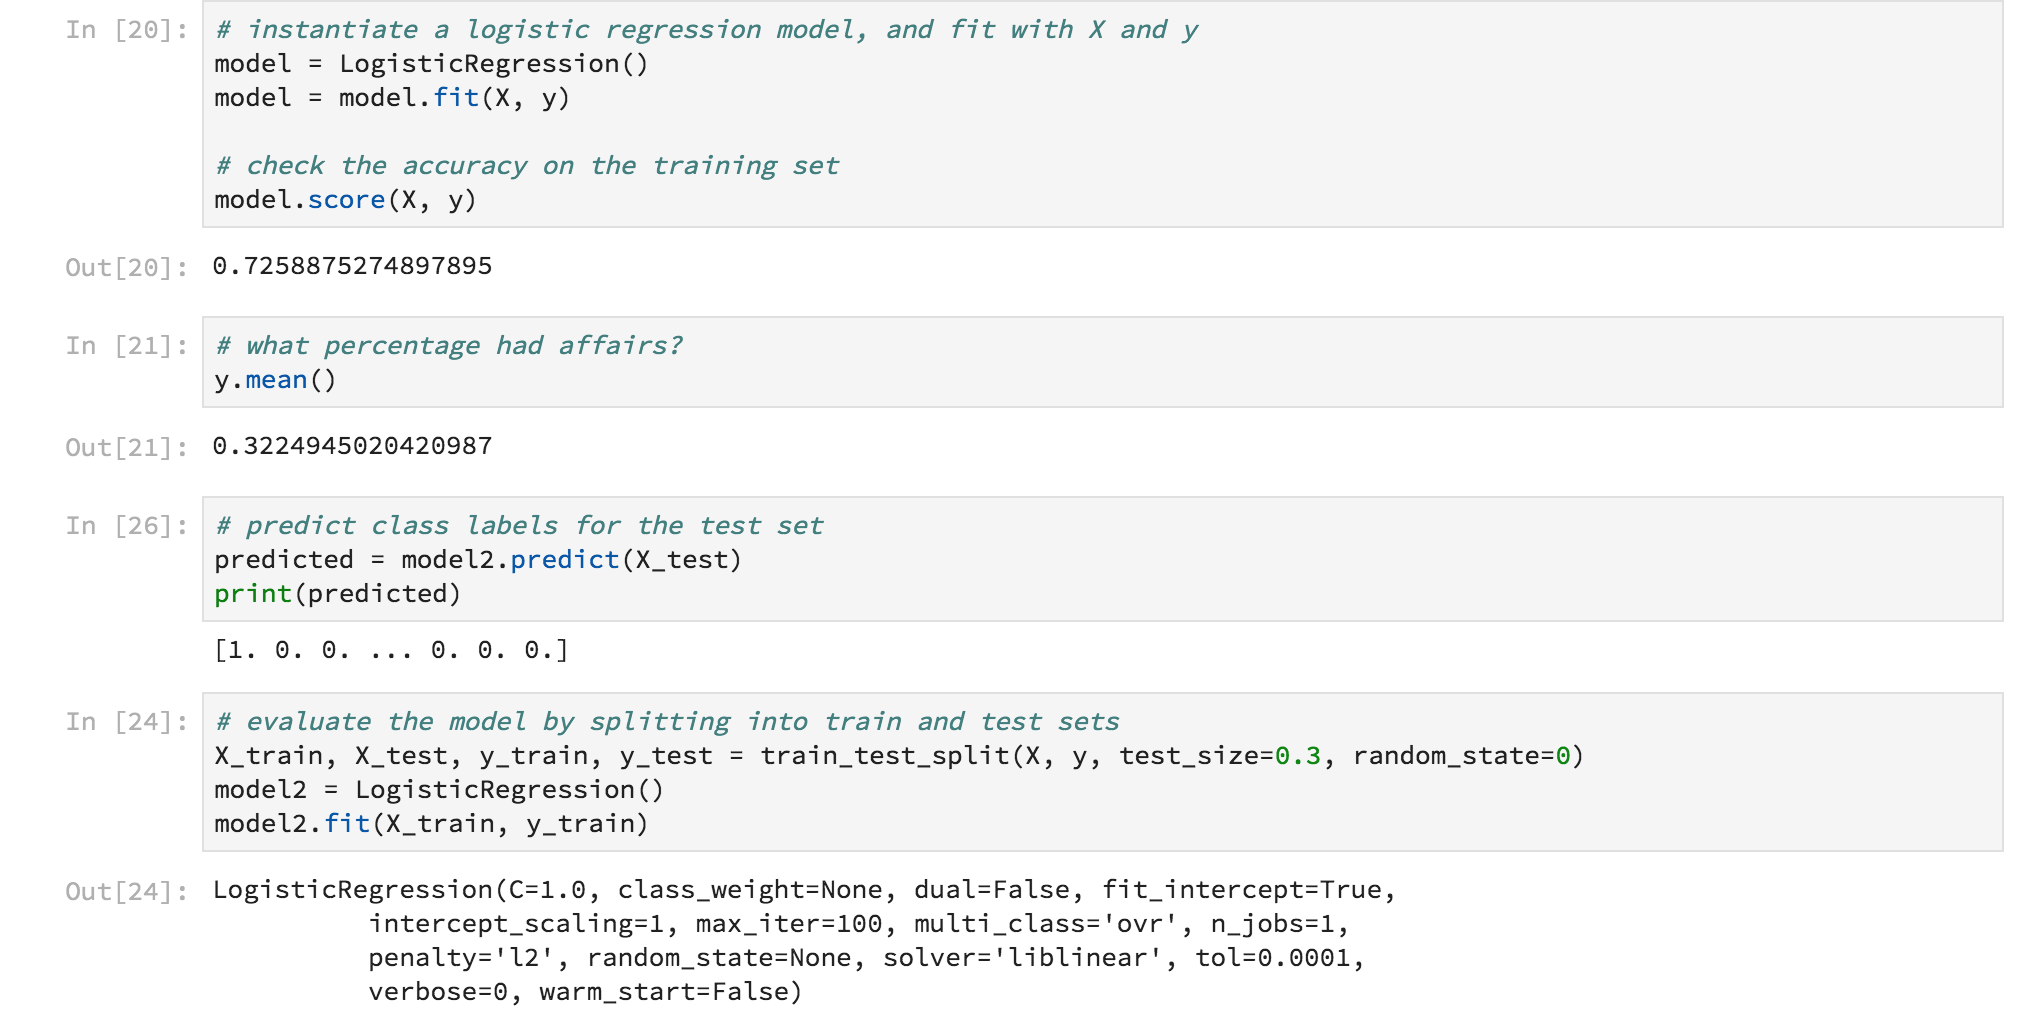 In [20]: # instantiate a logistic regression model, and fit with X and y
model = LogisticRegression()
model = model.fit(X, y)
# check the accuracy on the training set
model.score(X, y)
Out[20]: 0.7258875274897895
In [21]: # what percentage had affairs?
y.mean()
Out[21]: 0.3224945020420987
In [26]: # predict class labels for the test set
predicted = model2.predict(X_test)
print(predicted)
[1. 0. 0. ... 0. 0. 0.]
In [24]: # evaluate the model by splitting into train and test sets
X_train, X_test, y_train, y_test = train_test_split(X, y, test_size=0.3, random_state=0)
model2 = LogisticRegression()
model2.fit(X_train, y_train)
Out[24]: LogisticRegression(C=1.0, class_weight=None, dual=False, fit_intercept=True,
intercept_scaling=1, max_iter=100, multi_class='ovr', n_jobs=1,
penalty='l2', random_state=None, solver='liblinear', tol=0.0001,
verbose=0, warm_start=False)